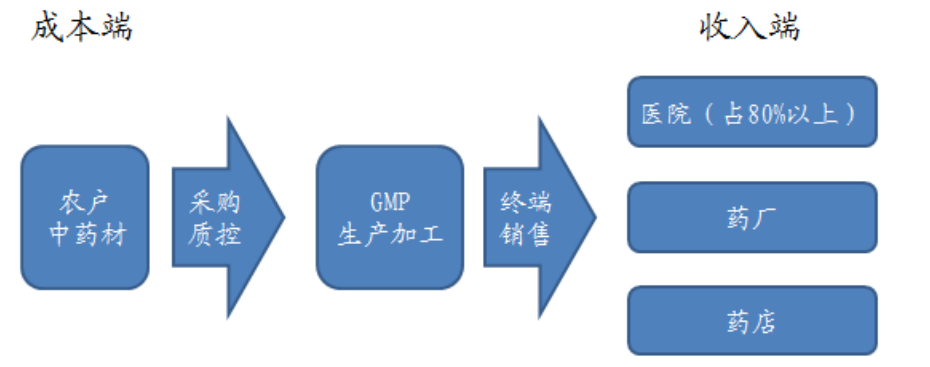 成本端
收入端
农户
中药材
采购
质控
GMP
生产加工
终端
销售
医院（占80%以上）
药厂
药店